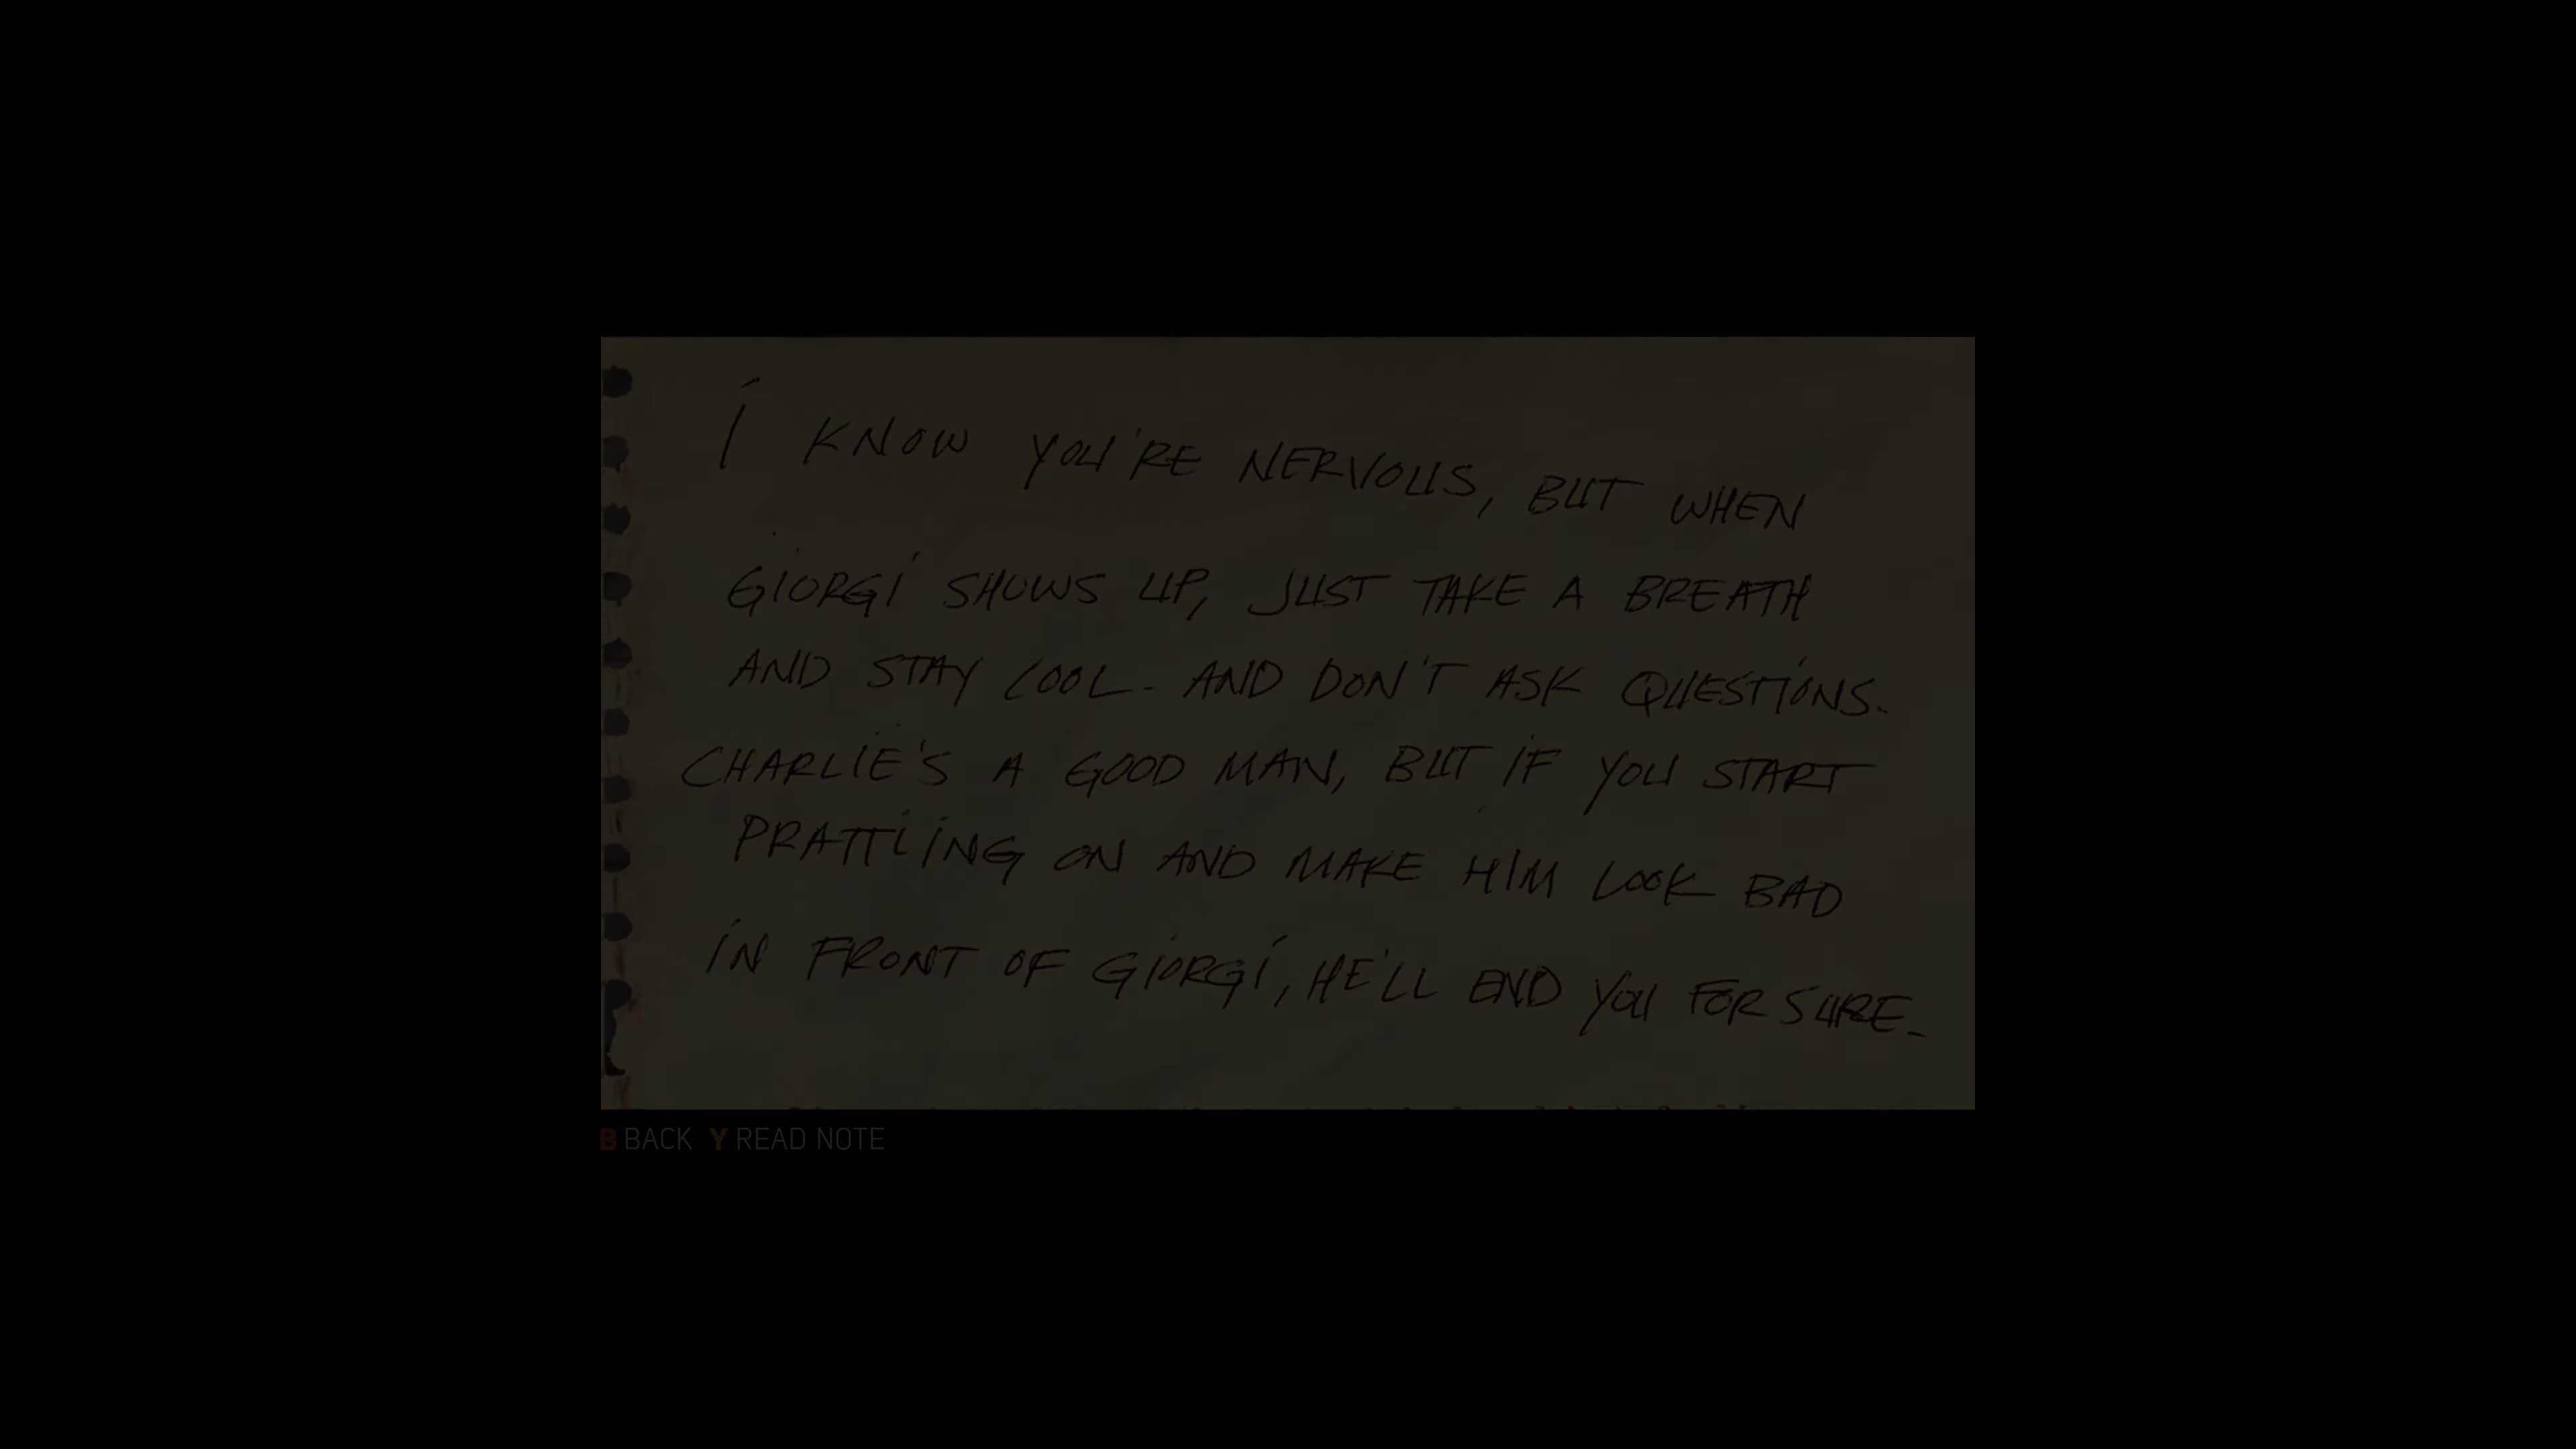 I KNOW YOU'RE NERVOUS, BUT WHEN
GIORGI SHOWS UP, JUST TAKE A BREATH
AND STAY COOL. AND DON'T ASK QUESTIONS.
CHARLIE'S A GOOD MAN, BUT IF YOU START
PRATTLING ON AND MAKE HIM LOOK BAD
IN FRONT OF GIORGI, HE'LL END YOU FOR SURE.
B BACK Y READ NOTE